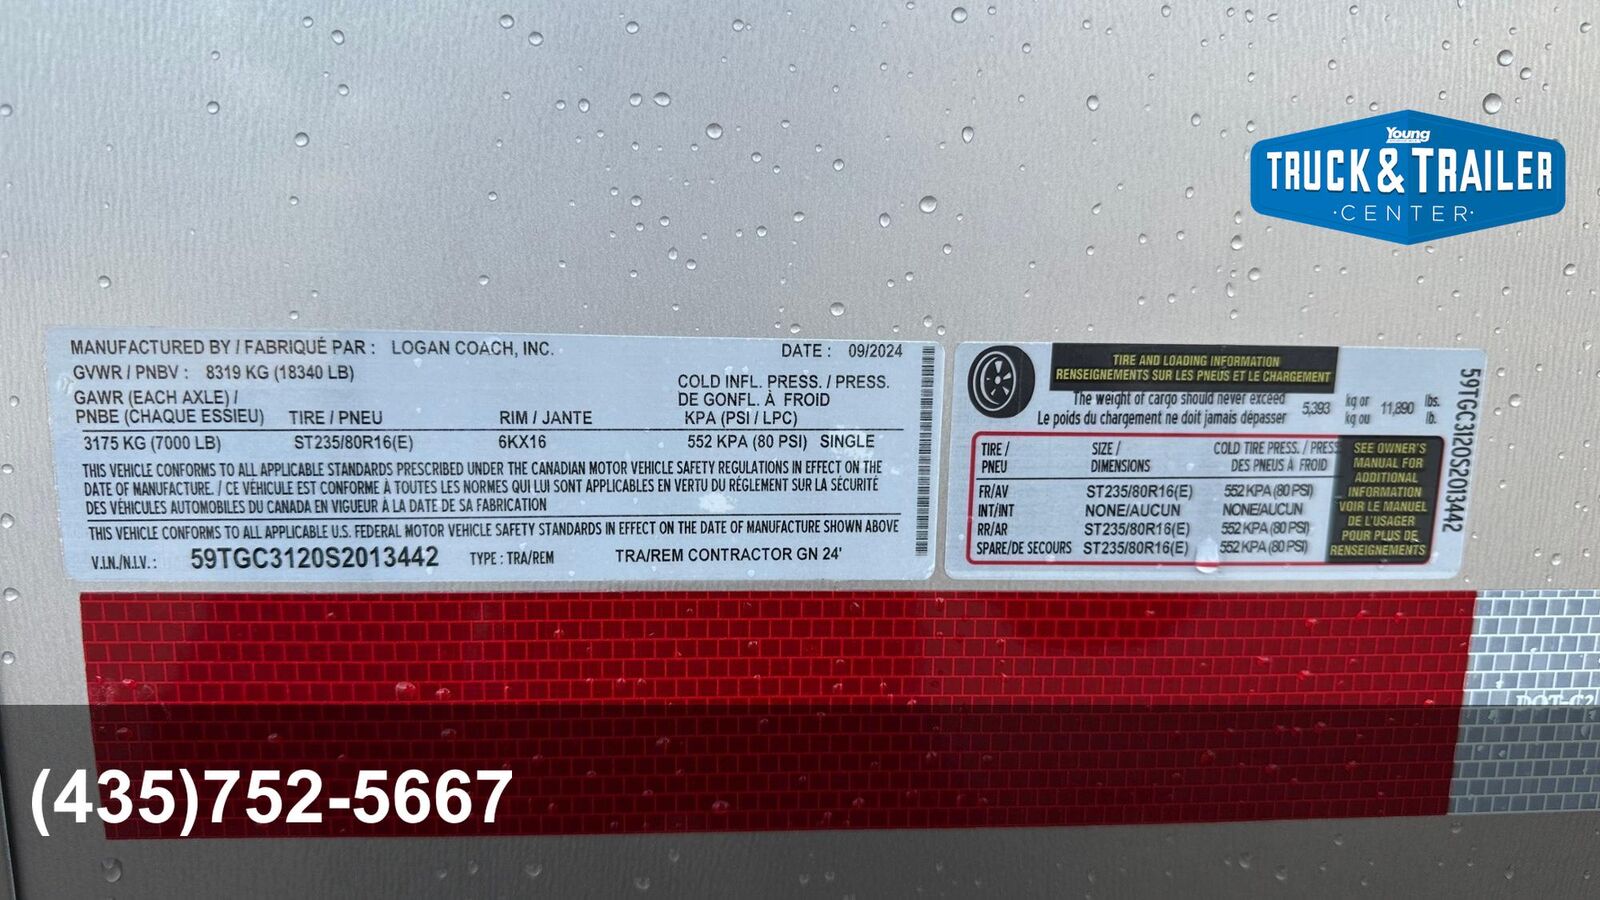 Young
TRUCK & TRAILER
·CENTER·
MANUFACTURED BY / FABRIQUÉ PAR : LOGAN COACH, INC. DATE : 09/2024
GVWR / PNBV : 8319 KG (18340 LB)
GAWR (EACH AXLE) /
PNBE (CHAQUE ESSIEU) TIRE / PNEU RIM / JANTE
COLD INFL. PRESS. / PRESS.
DE GONFL. À FROID
KPA (PSI / LPC)
3175 KG (7000 LB) ST235/80R16(E) 6KX16 552 KPA (80 PSI) SINGLE
THIS VEHICLE CONFORMS TO ALL APPLICABLE STANDARDS PRESCRIBED UNDER THE CANADIAN MOTOR VEHICLE SAFETY REGULATIONS IN EFFECT ON THE
DATE OF MANUFACTURE. / CE VÉHICULE EST CONFORME À TOUTES LES NORMES QUI LUI SONT APPLICABLES EN VERTU DU RÉGLEMENT SUR LA SÉCURITÉ
DES VÉHICULES AUTOMOBILES DU CANADA EN VIGUEUR À LA DATE DE SA FABRICATION
THIS VEHICLE CONFORMS TO ALL APPLICABLE U.S. FEDERAL MOTOR VEHICLE SAFETY STANDARDS IN EFFECT ON THE DATE OF MANUFACTURE SHOWN ABOVE
V.I.N./N.I.V. : 59TGC3120S2013442 TYPE : TRA/REM TRA/REM CONTRACTOR GN 24'
TIRE AND LOADING INFORMATION
RENSEIGNEMENTS SUR LES PNEUS ET LE CHARGEMENT
The weight of cargo should never exceed
Le poids du chargement ne doit jamais dépasser
5,393 kg or
kg ou 11,890 lbs.
lb.
TIRE / SIZE / COLD TIRE PRESS. / PRESS
PNEU DIMENSIONS DES PNEUS À FROID
FR/AV ST235/80R16(E) 552 KPA (80 PSI)
INT/INT NONE/AUCUN NONE/AUCUN
RR/AR ST235/80R16(E) 552 KPA (80 PSI)
SPARE/DE SECOURS ST235/80R16(E) 552 KPA (80 PSI)
SEE OWNER'S
MANUAL FOR
ADDITIONAL
INFORMATION
VOIR LE MANUEL
DE L'USAGER
POUR PLUS DE
RENSEIGNEMENTS
59TGC3120S2013442
DOT-C2
(435)752-5667